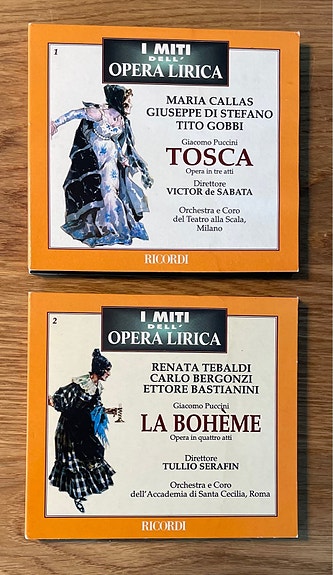 1
I MITI
DELL'
OPERA LIRICA
MARIA CALLAS
GIUSEPPE DI STEFANO
TITO GOBBI
Giacomo Puccini
TOSCA
Opera in tre atti
Direttore
VICTOR de SABATA
Orchestra e Coro
del Teatro alla Scala,
Milano
RICORDI
2
I MITI
DELL'
OPERA LIRICA
RENATA TEBALDI
CARLO BERGONZI
ETTORE BASTIANINI
Giacomo Puccini
LA BOHÈME
Opera in quattro atti
Direttore
TULLIO SERAFIN
Orchestra e Coro
dell'Accademia di Santa Cecilia, Roma
RICORDI